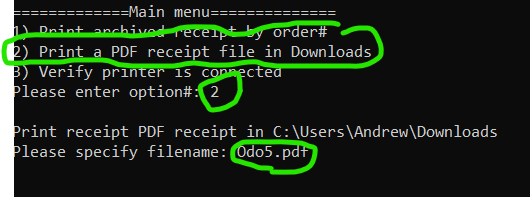 =============Main menu==============
1) Print archived receipt by order#
2) Print a PDF receipt file in Downloads
3) Verify printer is connected
Please enter option#: 2
Print receipt PDF receipt in C:\Users\Andrew\Downloads
Please specify filename: Odo5.pdf